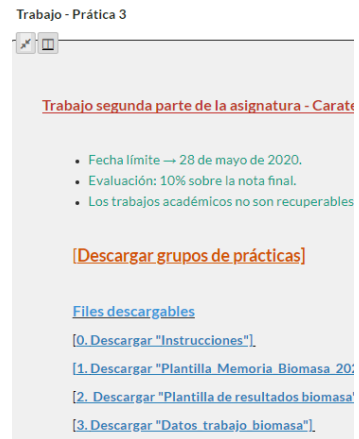 Trabajo - Prática 3
Trabajo segunda parte de la asignatura - Carate
Fecha límite → 28 de mayo de 2020.
Evaluación: 10% sobre la nota final.
Los trabajos académicos no son recuperables
[Descargar grupos de prácticas]
Files descargables
[0. Descargar "Instrucciones"]
[1. Descargar "Plantilla Memoria Biomasa 202
[2. Descargar "Plantilla de resultados biomasa"
[3. Descargar "Datos trabajo biomasa"]